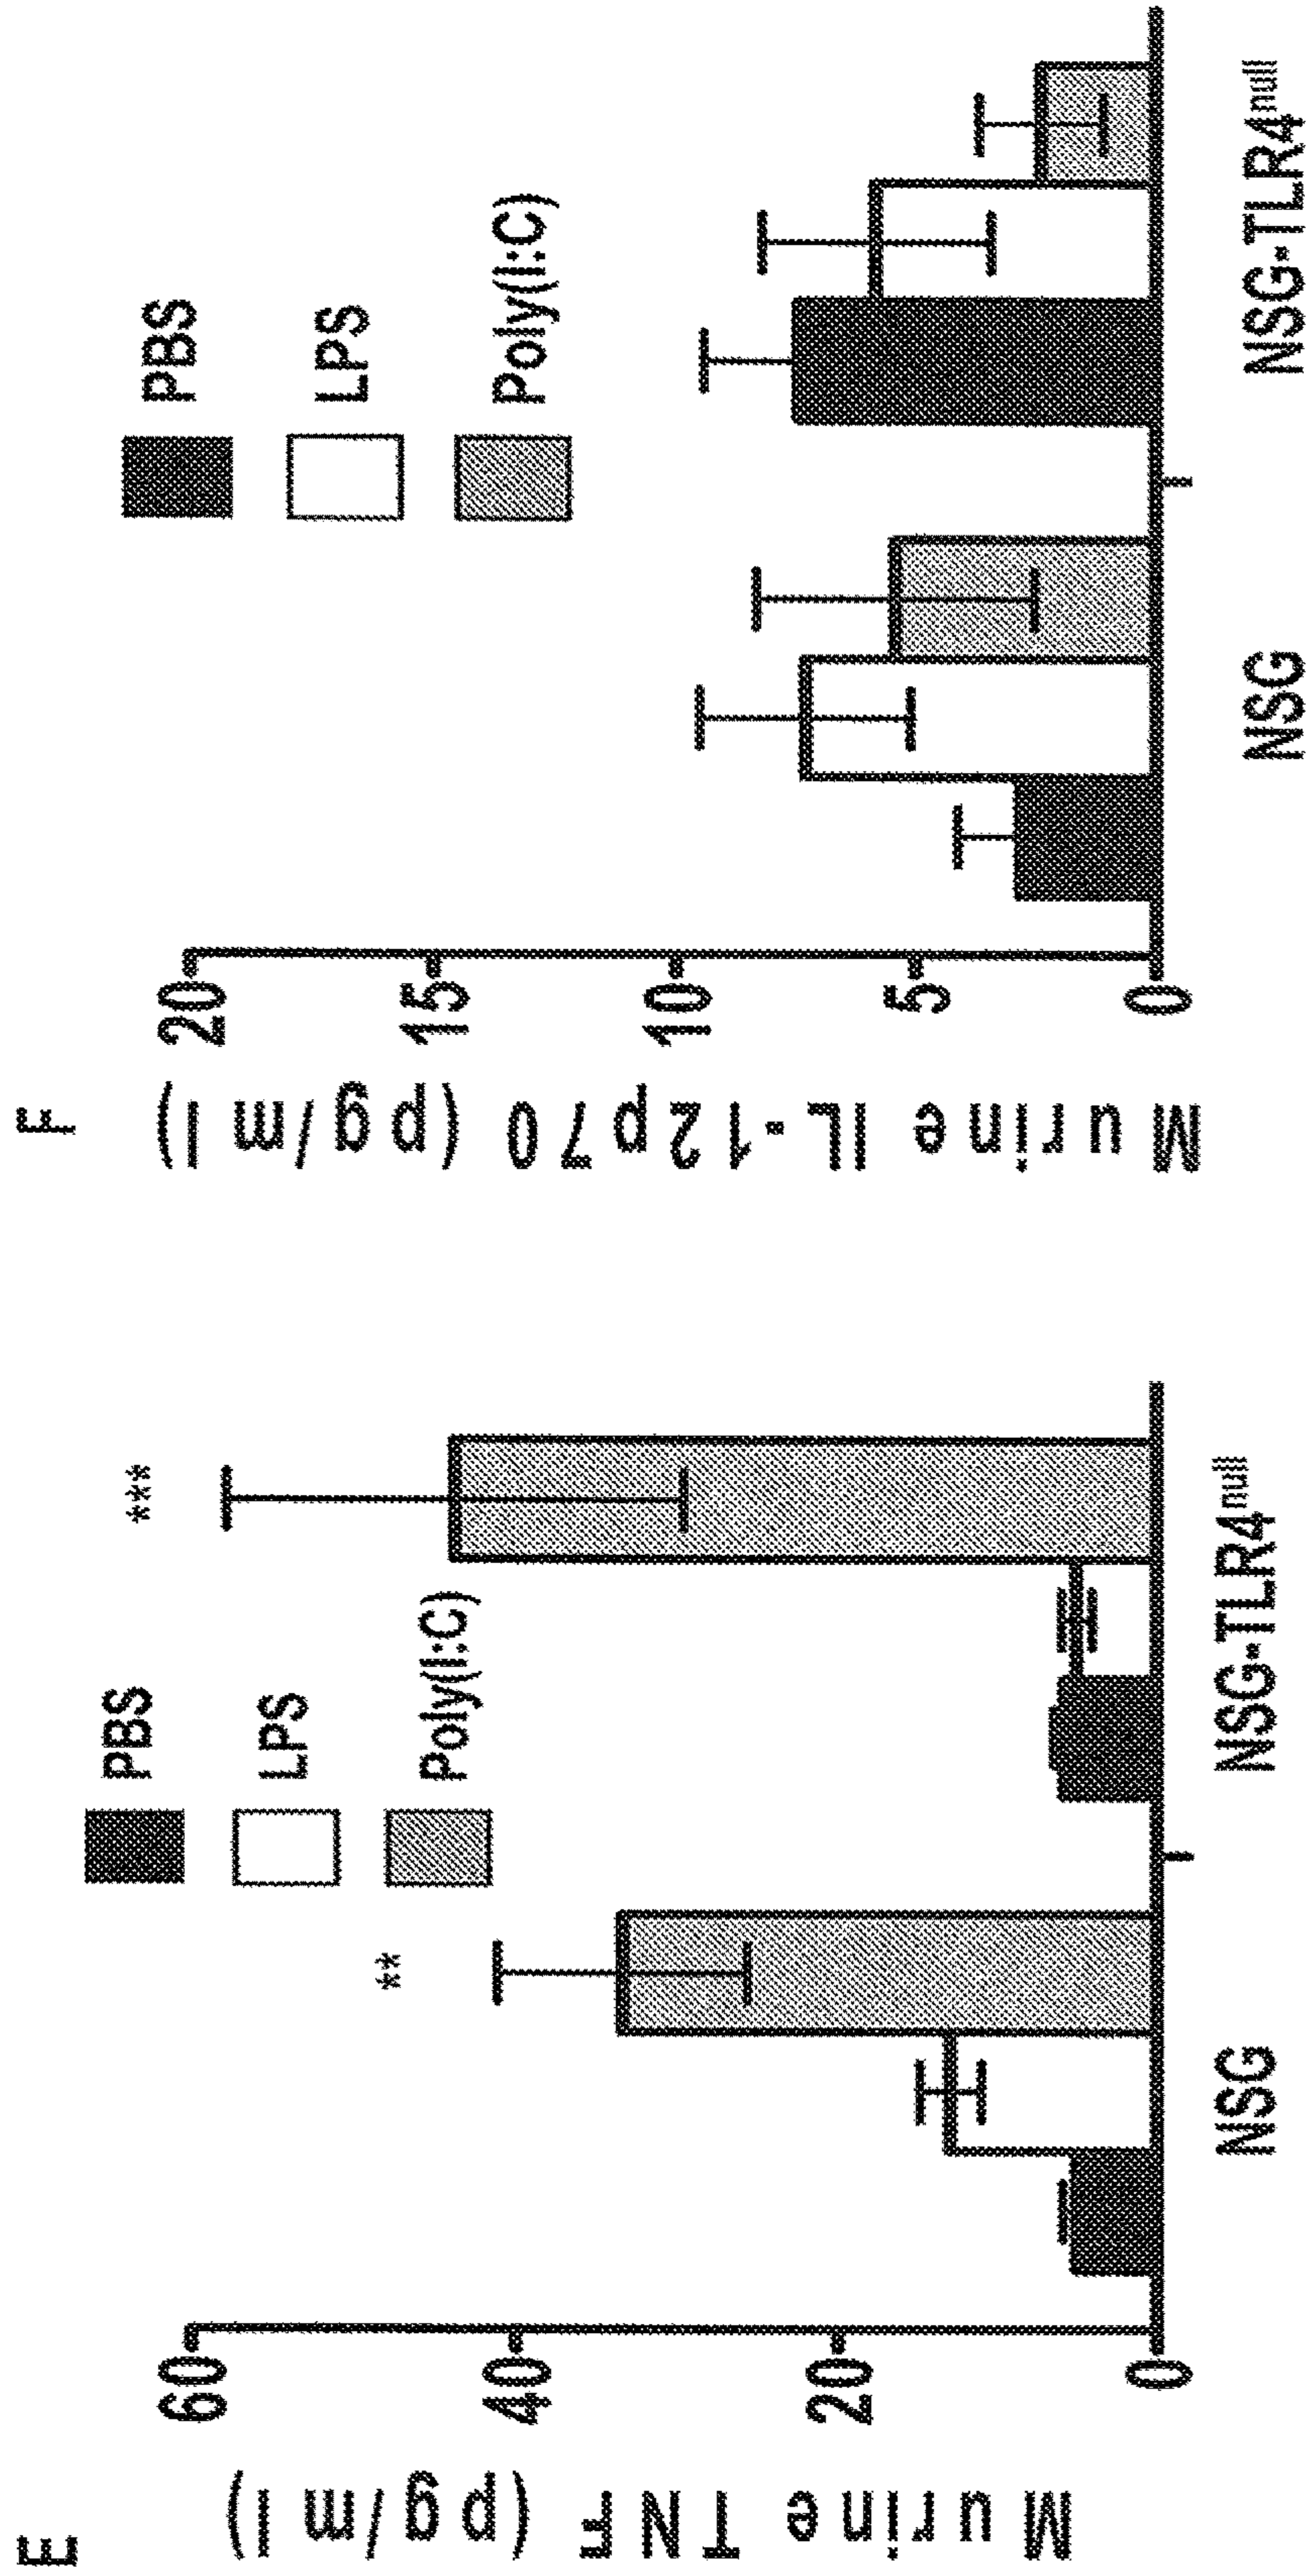 E
Murine TNF (pg/ml)
60
40
20
0
PBS
LPS
Poly(I:C)
**
***
NSG
NSG-TLR4null
F
Murine IL-12p70 (pg/ml)
20
15
10
5
0
PBS
LPS
Poly(I:C)
NSG
NSG-TLR4null